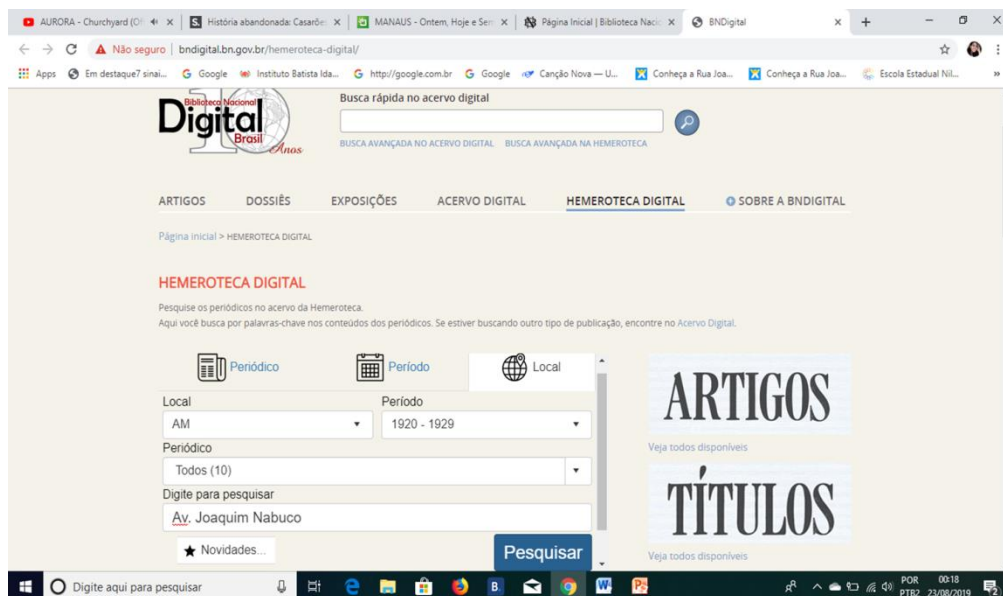 AURORA - Churchyard (Of
História abandonada: Casarõe
MANAUS - Ontem, Hoje e Sem
Página Inicial | Biblioteca Nacio
BNDigital
Não seguro | bndigital.bn.gov.br/hemeroteca-digital/
Apps Em destaque7 sinai... Google Instituto Batista Ida... http://google.com.br Google Canção Nova — U... Conheça a Rua Joa... Conheça a Rua Joa... Escola Estadual Nil... »
Biblioteca Nacional
Digital
Brasil
10 Anos
Busca rápida no acervo digital
BUSCA AVANÇADA NO ACERVO DIGITAL BUSCA AVANÇADA NA HEMEROTECA
ARTIGOS DOSSIÊS EXPOSIÇÕES ACERVO DIGITAL HEMEROTECA DIGITAL SOBRE A BNDIGITAL
Página inicial > HEMEROTECA DIGITAL
HEMEROTECA DIGITAL
Pesquise os periódicos no acervo da Hemeroteca.
Aqui você busca por palavras-chave nos conteúdos dos periódicos. Se estiver buscando outro tipo de publicação, encontre no Acervo Digital.
Periódico Período Local
Local Período
AM 1920 - 1929
Periódico
Todos (10)
Digite para pesquisar
Av. Joaquim Nabuco
Novidades...
Pesquisar
ARTIGOS
Veja todos disponíveis
TÍTULOS
Veja todos disponíveis
Digite aqui para pesquisar
B.
POR 00:18
PTB2 23/08/2019